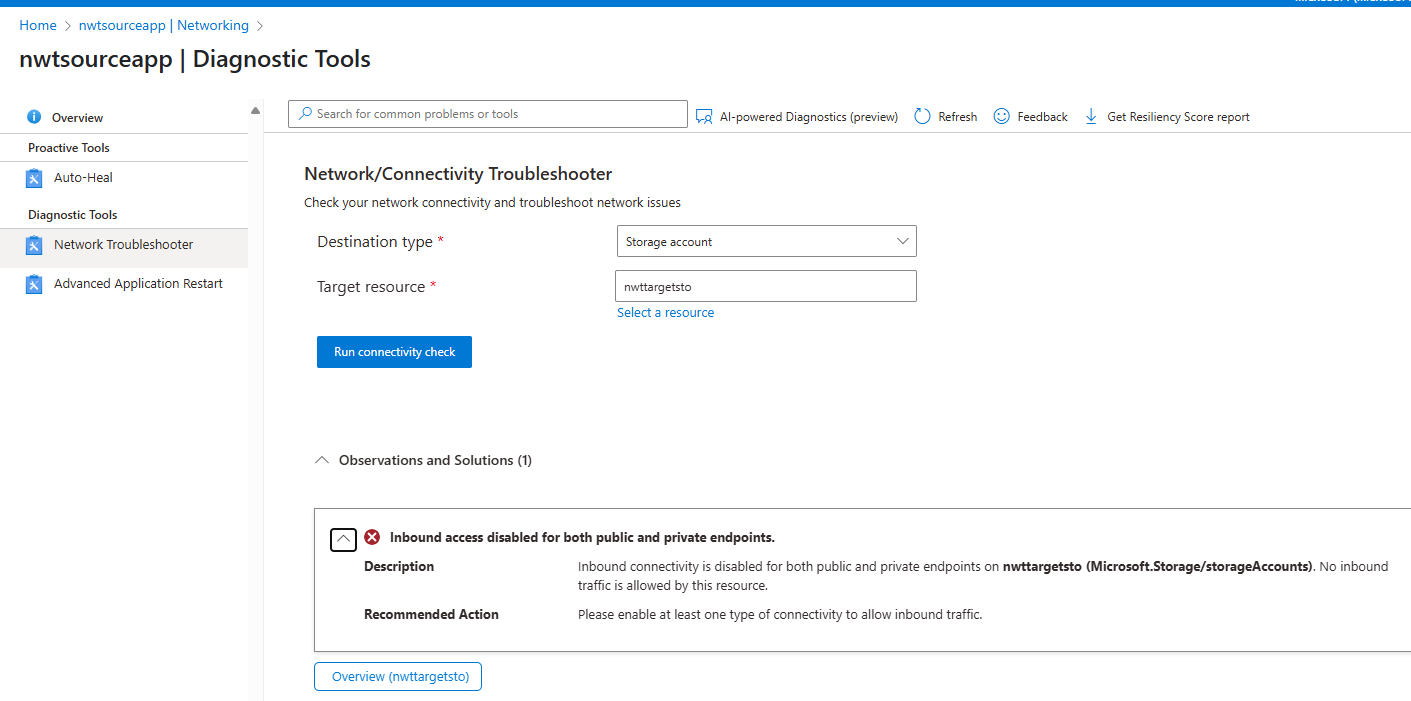 Home > nwtsourceapp | Networking >
nwtsourceapp | Diagnostic Tools
Overview
Proactive Tools
Auto-Heal
Diagnostic Tools
Network Troubleshooter
Advanced Application Restart
Search for common problems or tools
AI-powered Diagnostics (preview)
Refresh
Feedback
Get Resiliency Score report
Network/Connectivity Troubleshooter
Check your network connectivity and troubleshoot network issues
Destination type *
Storage account
Target resource *
nwttargetsto
Select a resource
Run connectivity check
Observations and Solutions (1)
Inbound access disabled for both public and private endpoints.
Description
Inbound connectivity is disabled for both public and private endpoints on nwttargetsto (Microsoft.Storage/storageAccounts). No inbound
traffic is allowed by this resource.
Recommended Action
Please enable at least one type of connectivity to allow inbound traffic.
Overview (nwttargetsto)